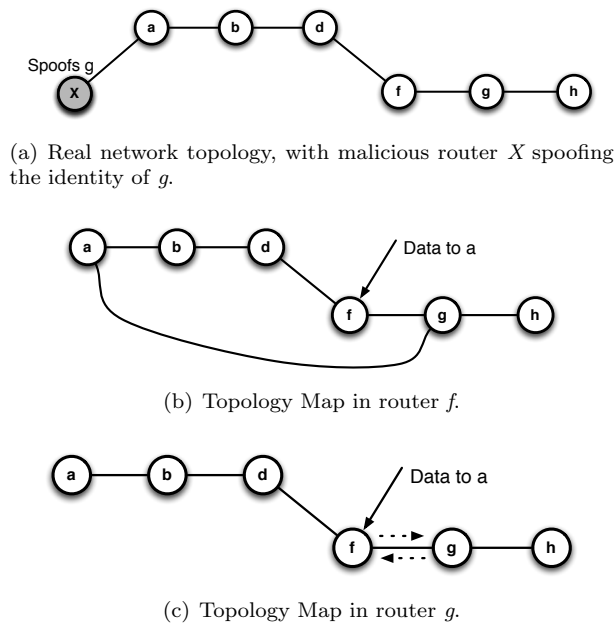 a b d
Spoofs g
X
f g h
(a) Real network topology, with malicious router X spoofing
the identity of g.
a b d
Data to a
f g h
(b) Topology Map in router f.
a b d
Data to a
f g h
(c) Topology Map in router g.